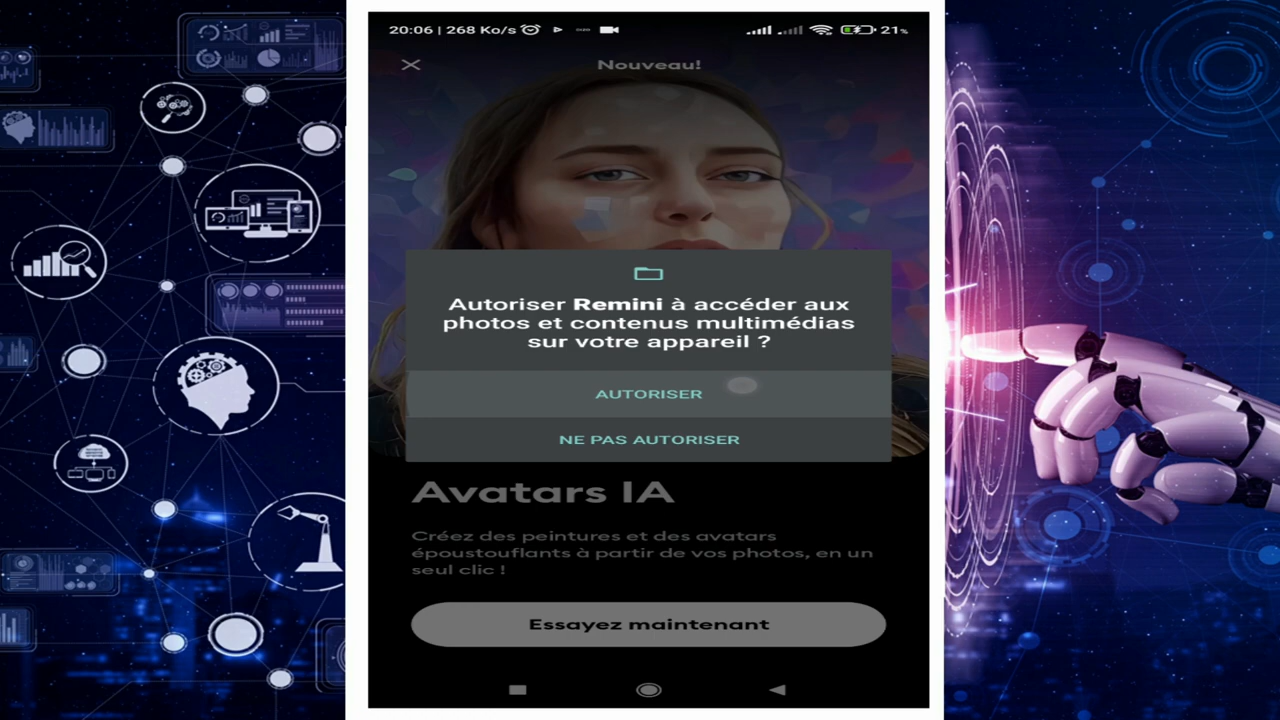 20:06 | 268 Ko/s
21%
Nouveau!
Autoriser Remini à accéder aux
photos et contenus multimédias
sur votre appareil ?
AUTORISER
NE PAS AUTORISER
Avatars IA
Créez des peintures et des avatars
époustouflants à partir de vos photos, en un
seul clic !
Essayez maintenant